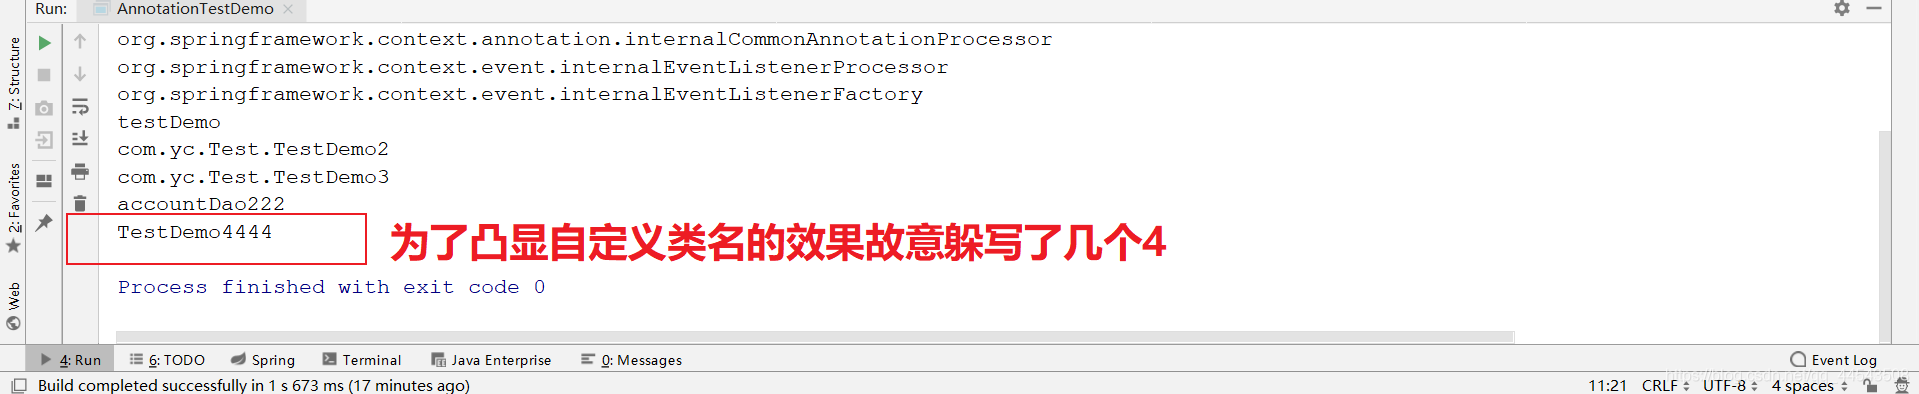 Run: AnnotationTestDemo
org.springframework.context.annotation.internalCommonAnnotationProcessor
org.springframework.context.event.internalEventListenerProcessor
org.springframework.context.event.internalEventListenerFactory
testDemo
com.yc.Test.TestDemo2
com.yc.Test.TestDemo3
accountDao222
TestDemo4444
为了凸显自定义类名的效果故意躲写了几个4
Process finished with exit code 0
7: Structure
2: Favorites
Web
4: Run 6: TODO Spring Terminal Java Enterprise 0: Messages Event Log
Build completed successfully in 1 s 673 ms (17 minutes ago) 11:21 CRLF UTF-8 4 spaces